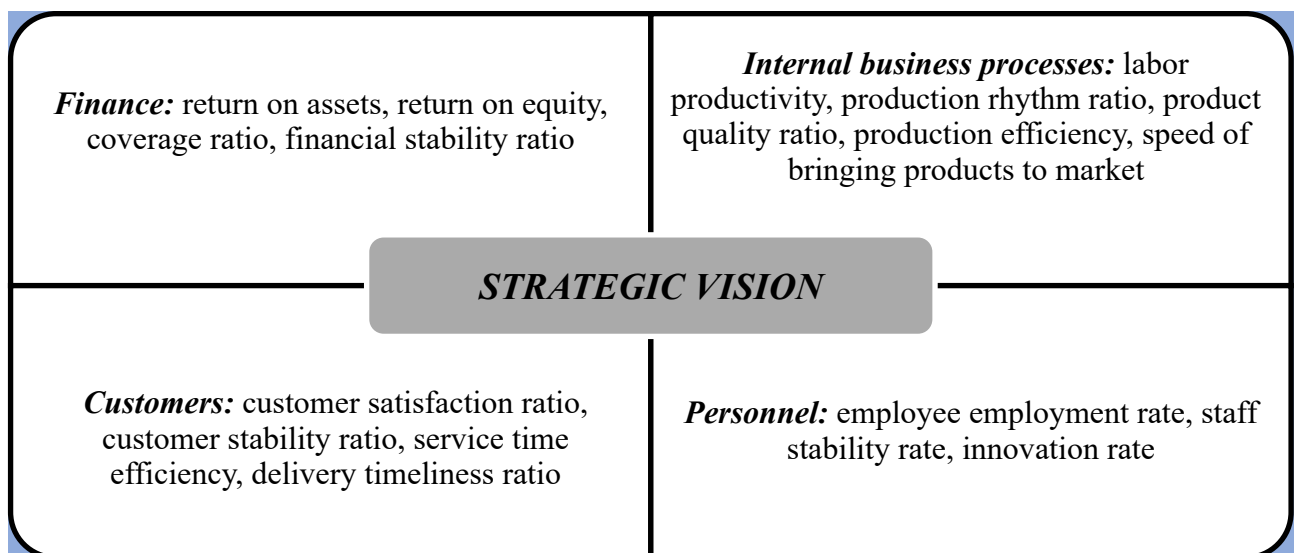 Finance: return on assets, return on equity,
coverage ratio, financial stability ratio
Internal business processes: labor
productivity, production rhythm ratio, product
quality ratio, production efficiency, speed of
bringing products to market
STRATEGIC VISION
Customers: customer satisfaction ratio,
customer stability ratio, service time
efficiency, delivery timeliness ratio
Personnel: employee employment rate, staff
stability rate, innovation rate